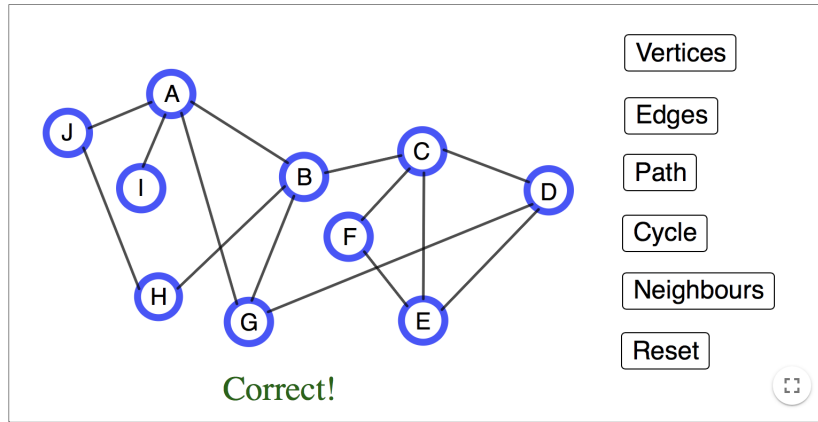 A
J
I
B
C
D
F
H
G
E
Correct!
Vertices
Edges
Path
Cycle
Neighbours
Reset